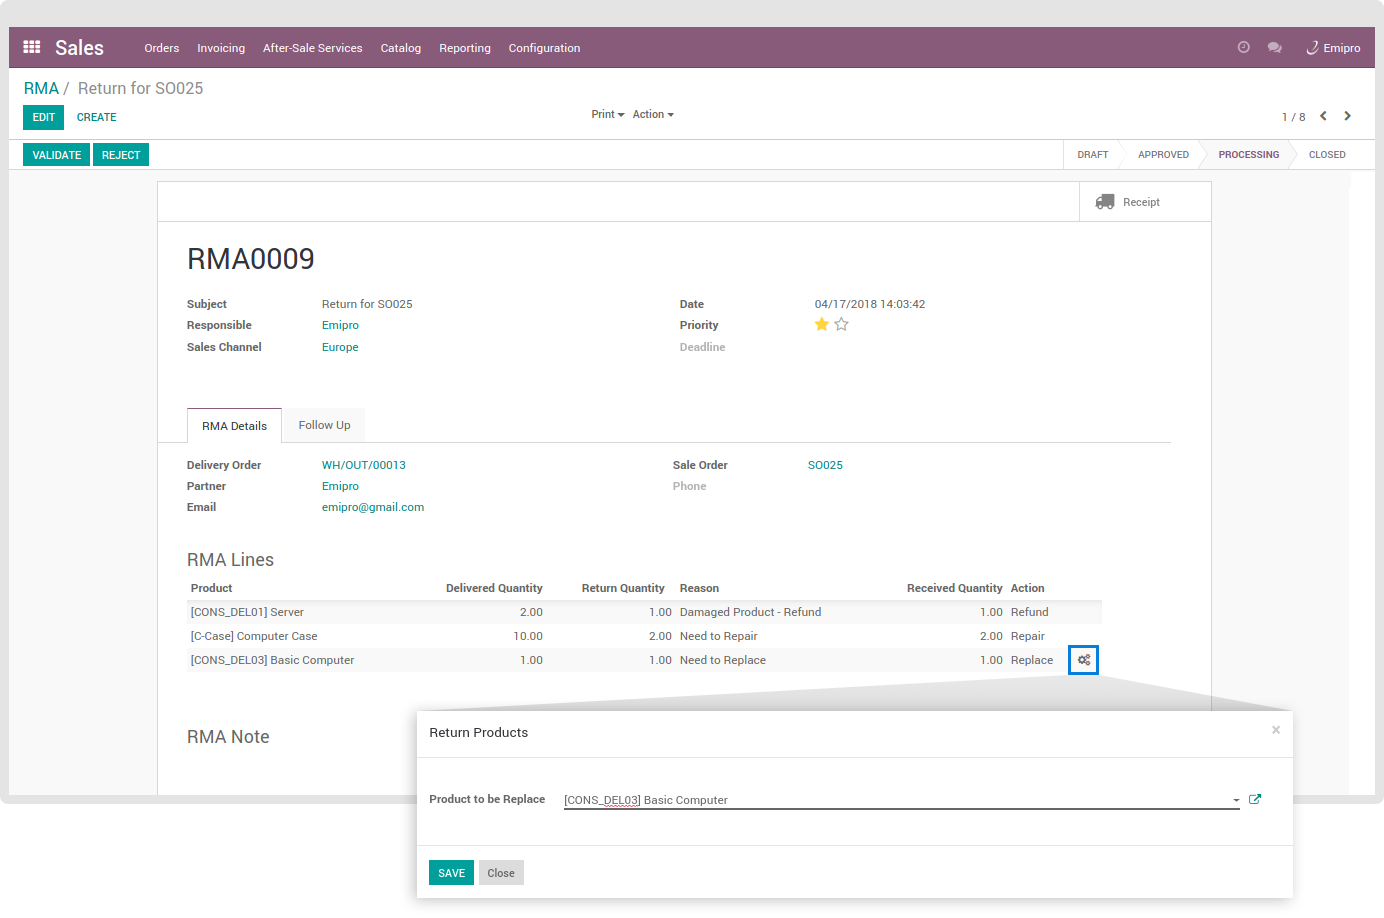 Sales Orders Invoicing After-Sale Services Catalog Reporting Configuration Emipro
RMA / Return for SO025
EDIT CREATE Print Action 1 / 8
VALIDATE REJECT DRAFT APPROVED PROCESSING CLOSED
Receipt
RMA0009
Subject Return for SO025 Date 04/17/2018 14:03:42
Responsible Emipro Priority
Sales Channel Europe Deadline
RMA Details Follow Up
Delivery Order WH/OUT/00013 Sale Order SO025
Partner Emipro Phone
Email emipro@gmail.com
RMA Lines
Product Delivered Quantity Return Quantity Reason Received Quantity Action
[CONS_DEL01] Server 2.00 1.00 Damaged Product - Refund 1.00 Refund
[C-Case] Computer Case 10.00 2.00 Need to Repair 2.00 Repair
[CONS_DEL03] Basic Computer 1.00 1.00 Need to Replace 1.00 Replace
RMA Note
Return Products ×
Product to be Replace [CONS_DEL03] Basic Computer
SAVE Close